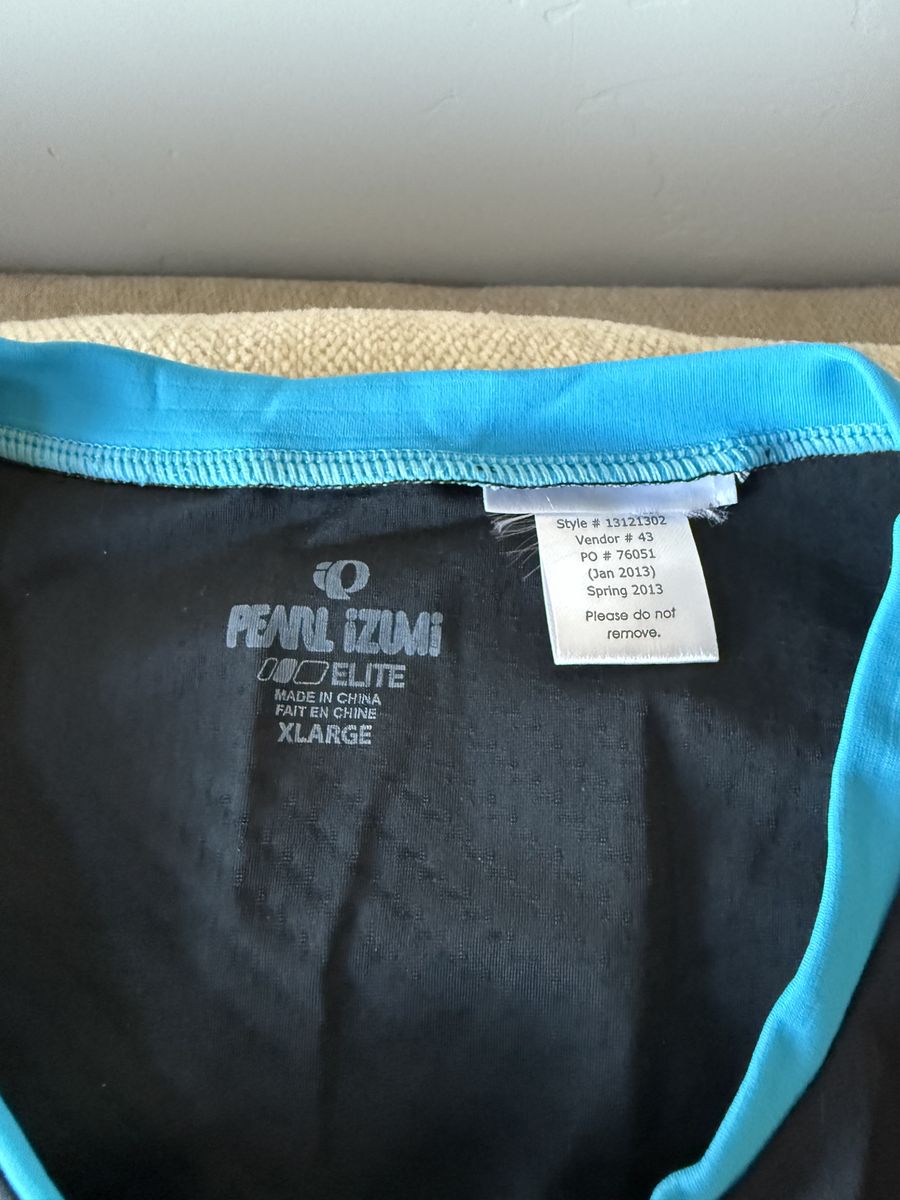 PEARL iZUMi
ELITE
MADE IN CHINA
FAIT EN CHINE
XLARGE
Style # 13121302
Vendor # 43
PO # 76051
(Jan 2013)
Spring 2013
Please do not
remove.